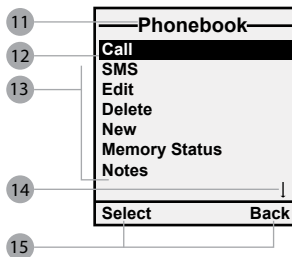 11
Phonebook
12
Call
SMS
13
Edit
Delete
New
Memory Status
Notes
14
Select Back
15